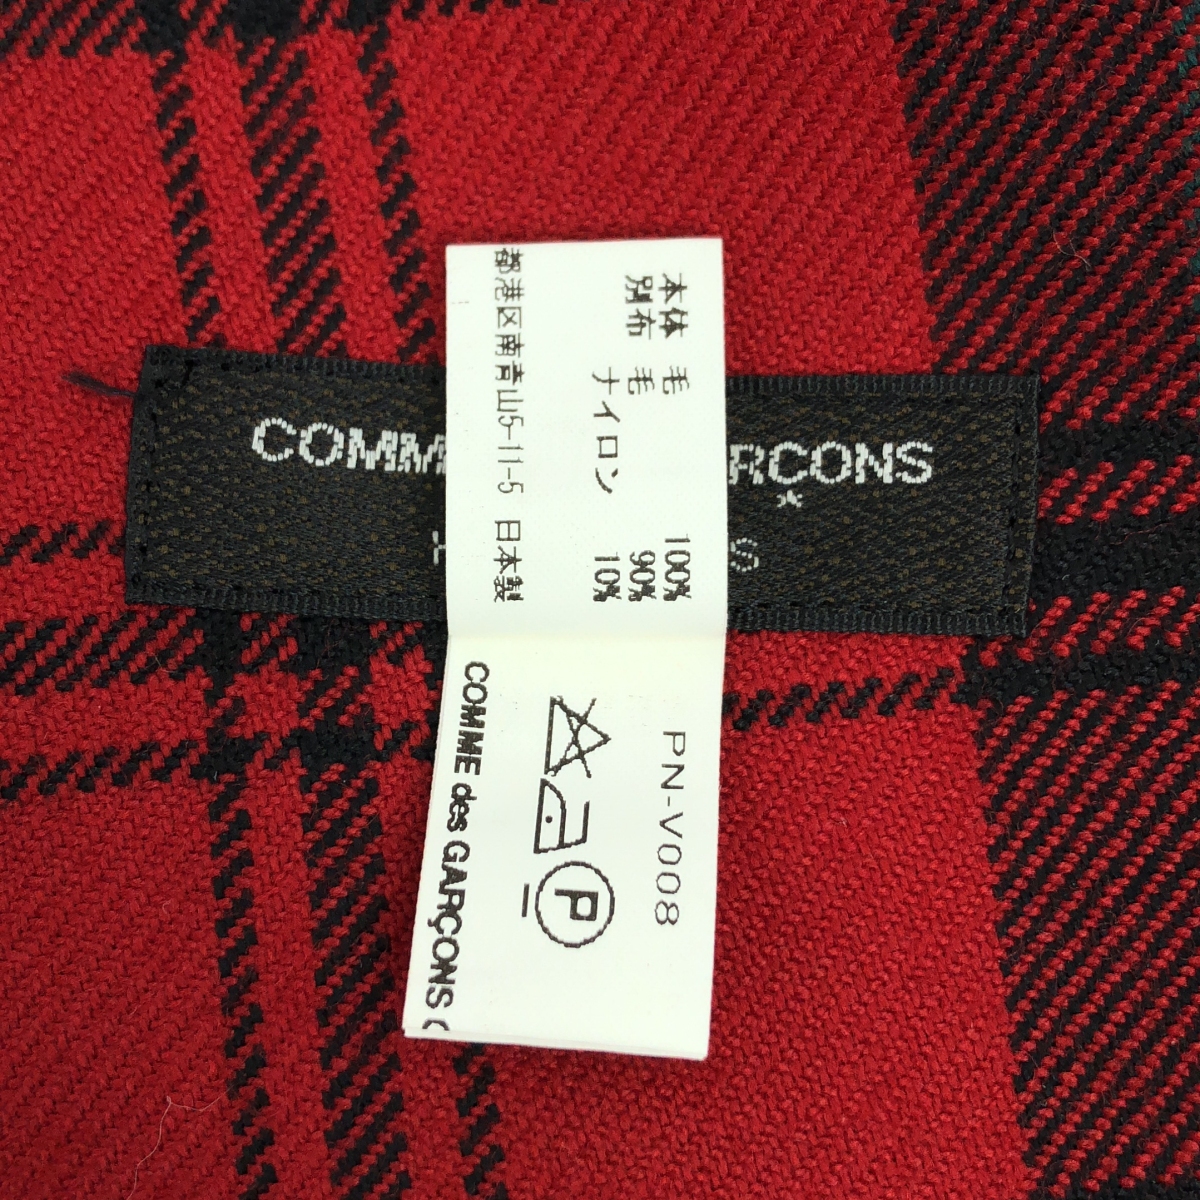 COMME RCONS
S
本体 毛 100%
別布 毛 90%
ナイロン 10%
都港区南青山5-11-5 日本製
PN-V008
P
COMME des GARÇONS (